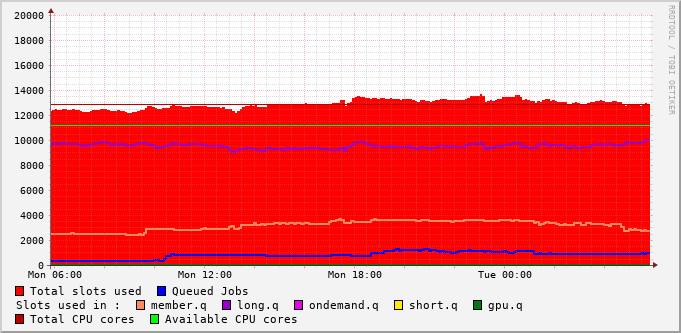 20000
18000
16000
14000
12000
10000
8000
6000
4000
2000
0
Mon 06:00 Mon 12:00 Mon 18:00 Tue 00:00
RRDTOOL / TOBI OETIKER
Total slots used Queued Jobs
Slots used in : member.q long.q ondemand.q short.q gpu.q
Total CPU cores Available CPU cores